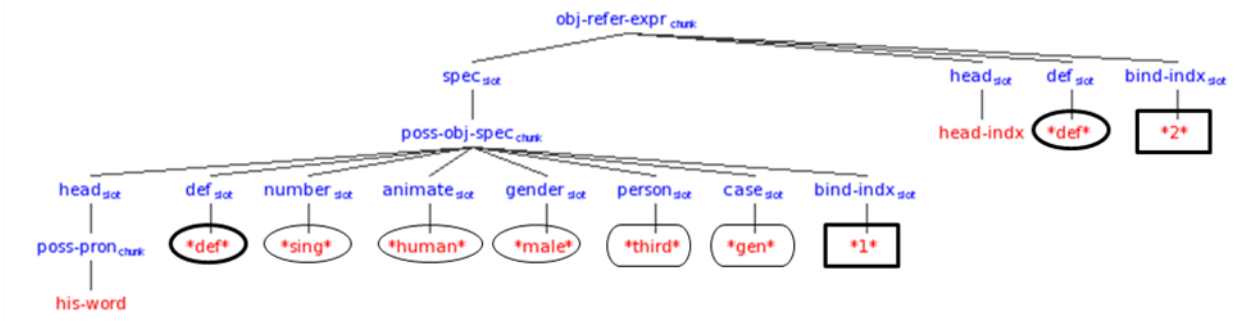 obj-refer-expr chunk
spec slot head slot def slot bind-indx slot
poss-obj-spec chunk head-indx *def* *2*
head slot def slot number slot animate slot gender slot person slot case slot bind-indx slot
poss-pron chunk *def* *sing* *human* *male* *third* *gen* *1*
his-word